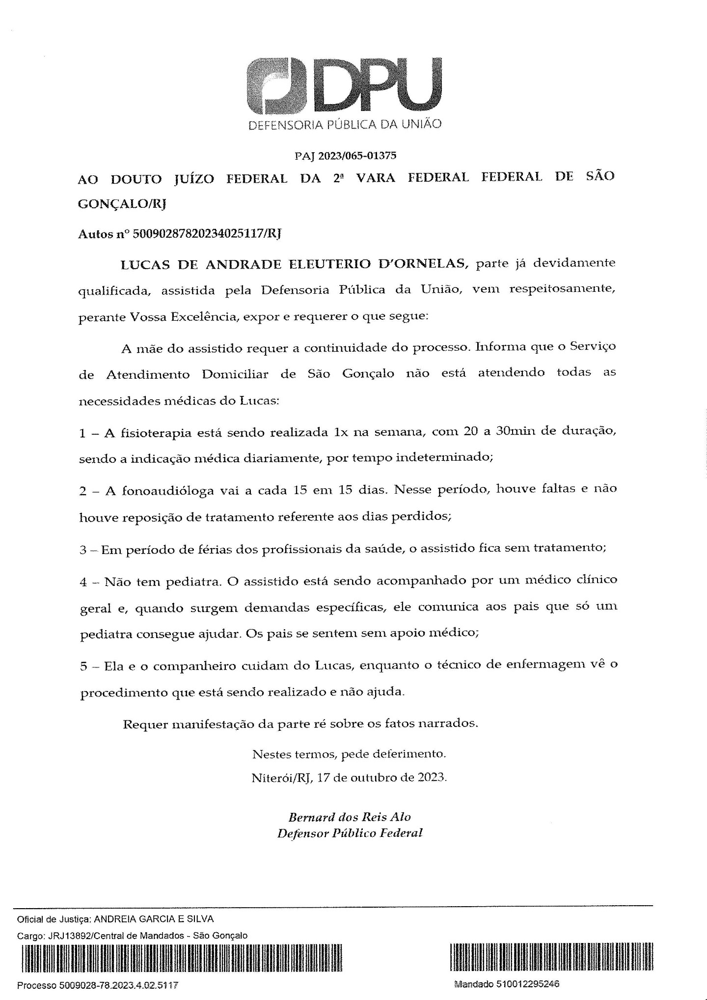 DPU
DEFENSORIA PÚBLICA DA UNIÃO
PAJ 2023/065-01375
AO DOUTO JUÍZO FEDERAL DA 2ª VARA FEDERAL FEDERAL DE SÃO
GONÇALO/RJ
Autos nº 50090287820234025117/RJ
LUCAS DE ANDRADE ELEUTERIO D'ORNELAS, parte já devidamente
qualificada, assistida pela Defensoria Pública da União, vem respeitosamente,
perante Vossa Excelência, expor e requerer o que segue:
A mãe do assistido requer a continuidade do processo. Informa que o Serviço
de Atendimento Domiciliar de São Gonçalo não está atendendo todas as
necessidades médicas do Lucas:
1 – A fisioterapia está sendo realizada 1x na semana, com 20 a 30min de duração,
sendo a indicação médica diariamente, por tempo indeterminado;
2 – A fonoaudióloga vai a cada 15 em 15 dias. Nesse período, houve faltas e não
houve reposição de tratamento referente aos dias perdidos;
3 – Em período de férias dos profissionais da saúde, o assistido fica sem tratamento;
4 – Não tem pediatra. O assistido está sendo acompanhado por um médico clínico
geral e, quando surgem demandas específicas, ele comunica aos pais que só um
pediatra consegue ajudar. Os pais se sentem sem apoio médico;
5 – Ela e o companheiro cuidam do Lucas, enquanto o técnico de enfermagem vê o
procedimento que está sendo realizado e não ajuda.
Requer manifestação da parte ré sobre os fatos narrados.
Nestes termos, pede deferimento.
Niterói/RJ, 17 de outubro de 2023.
Bernard dos Reis Alo
Defensor Público Federal
Oficial de Justiça: ANDREIA GARCIA E SILVA
Cargo: JRJ13892/Central de Mandados - São Gonçalo
Processo 5009028-78.2023.4.02.5117
Mandado 510012295246